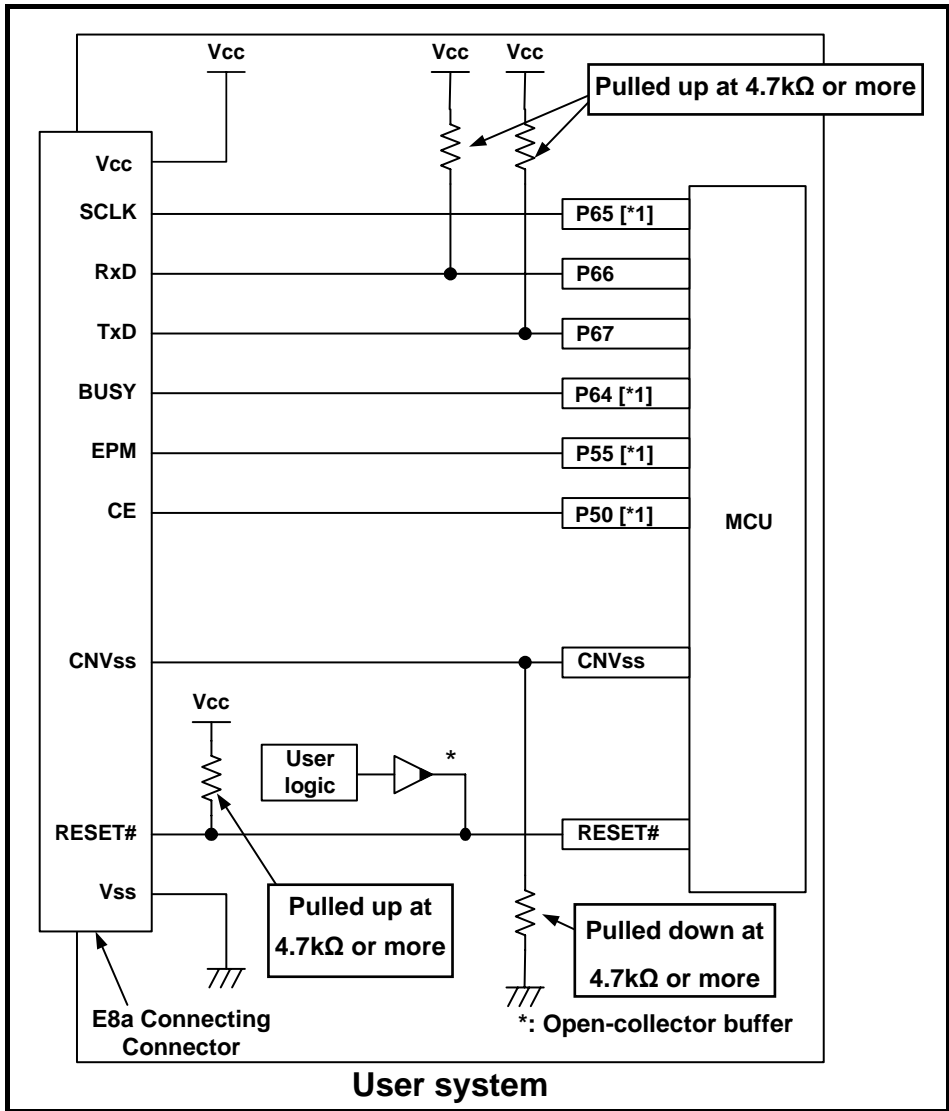 Vcc
Vcc
Vcc
Pulled up at 4.7kΩ or more
Vcc
SCLK
P65 [*1]
RxD
P66
TxD
P67
BUSY
P64 [*1]
EPM
P55 [*1]
CE
P50 [*1]
MCU
CNVss
CNVss
Vcc
User
logic
*
RESET#
RESET#
Vss
Pulled up at
4.7kΩ or more
Pulled down at
4.7kΩ or more
E8a Connecting
Connector
*: Open-collector buffer
User system